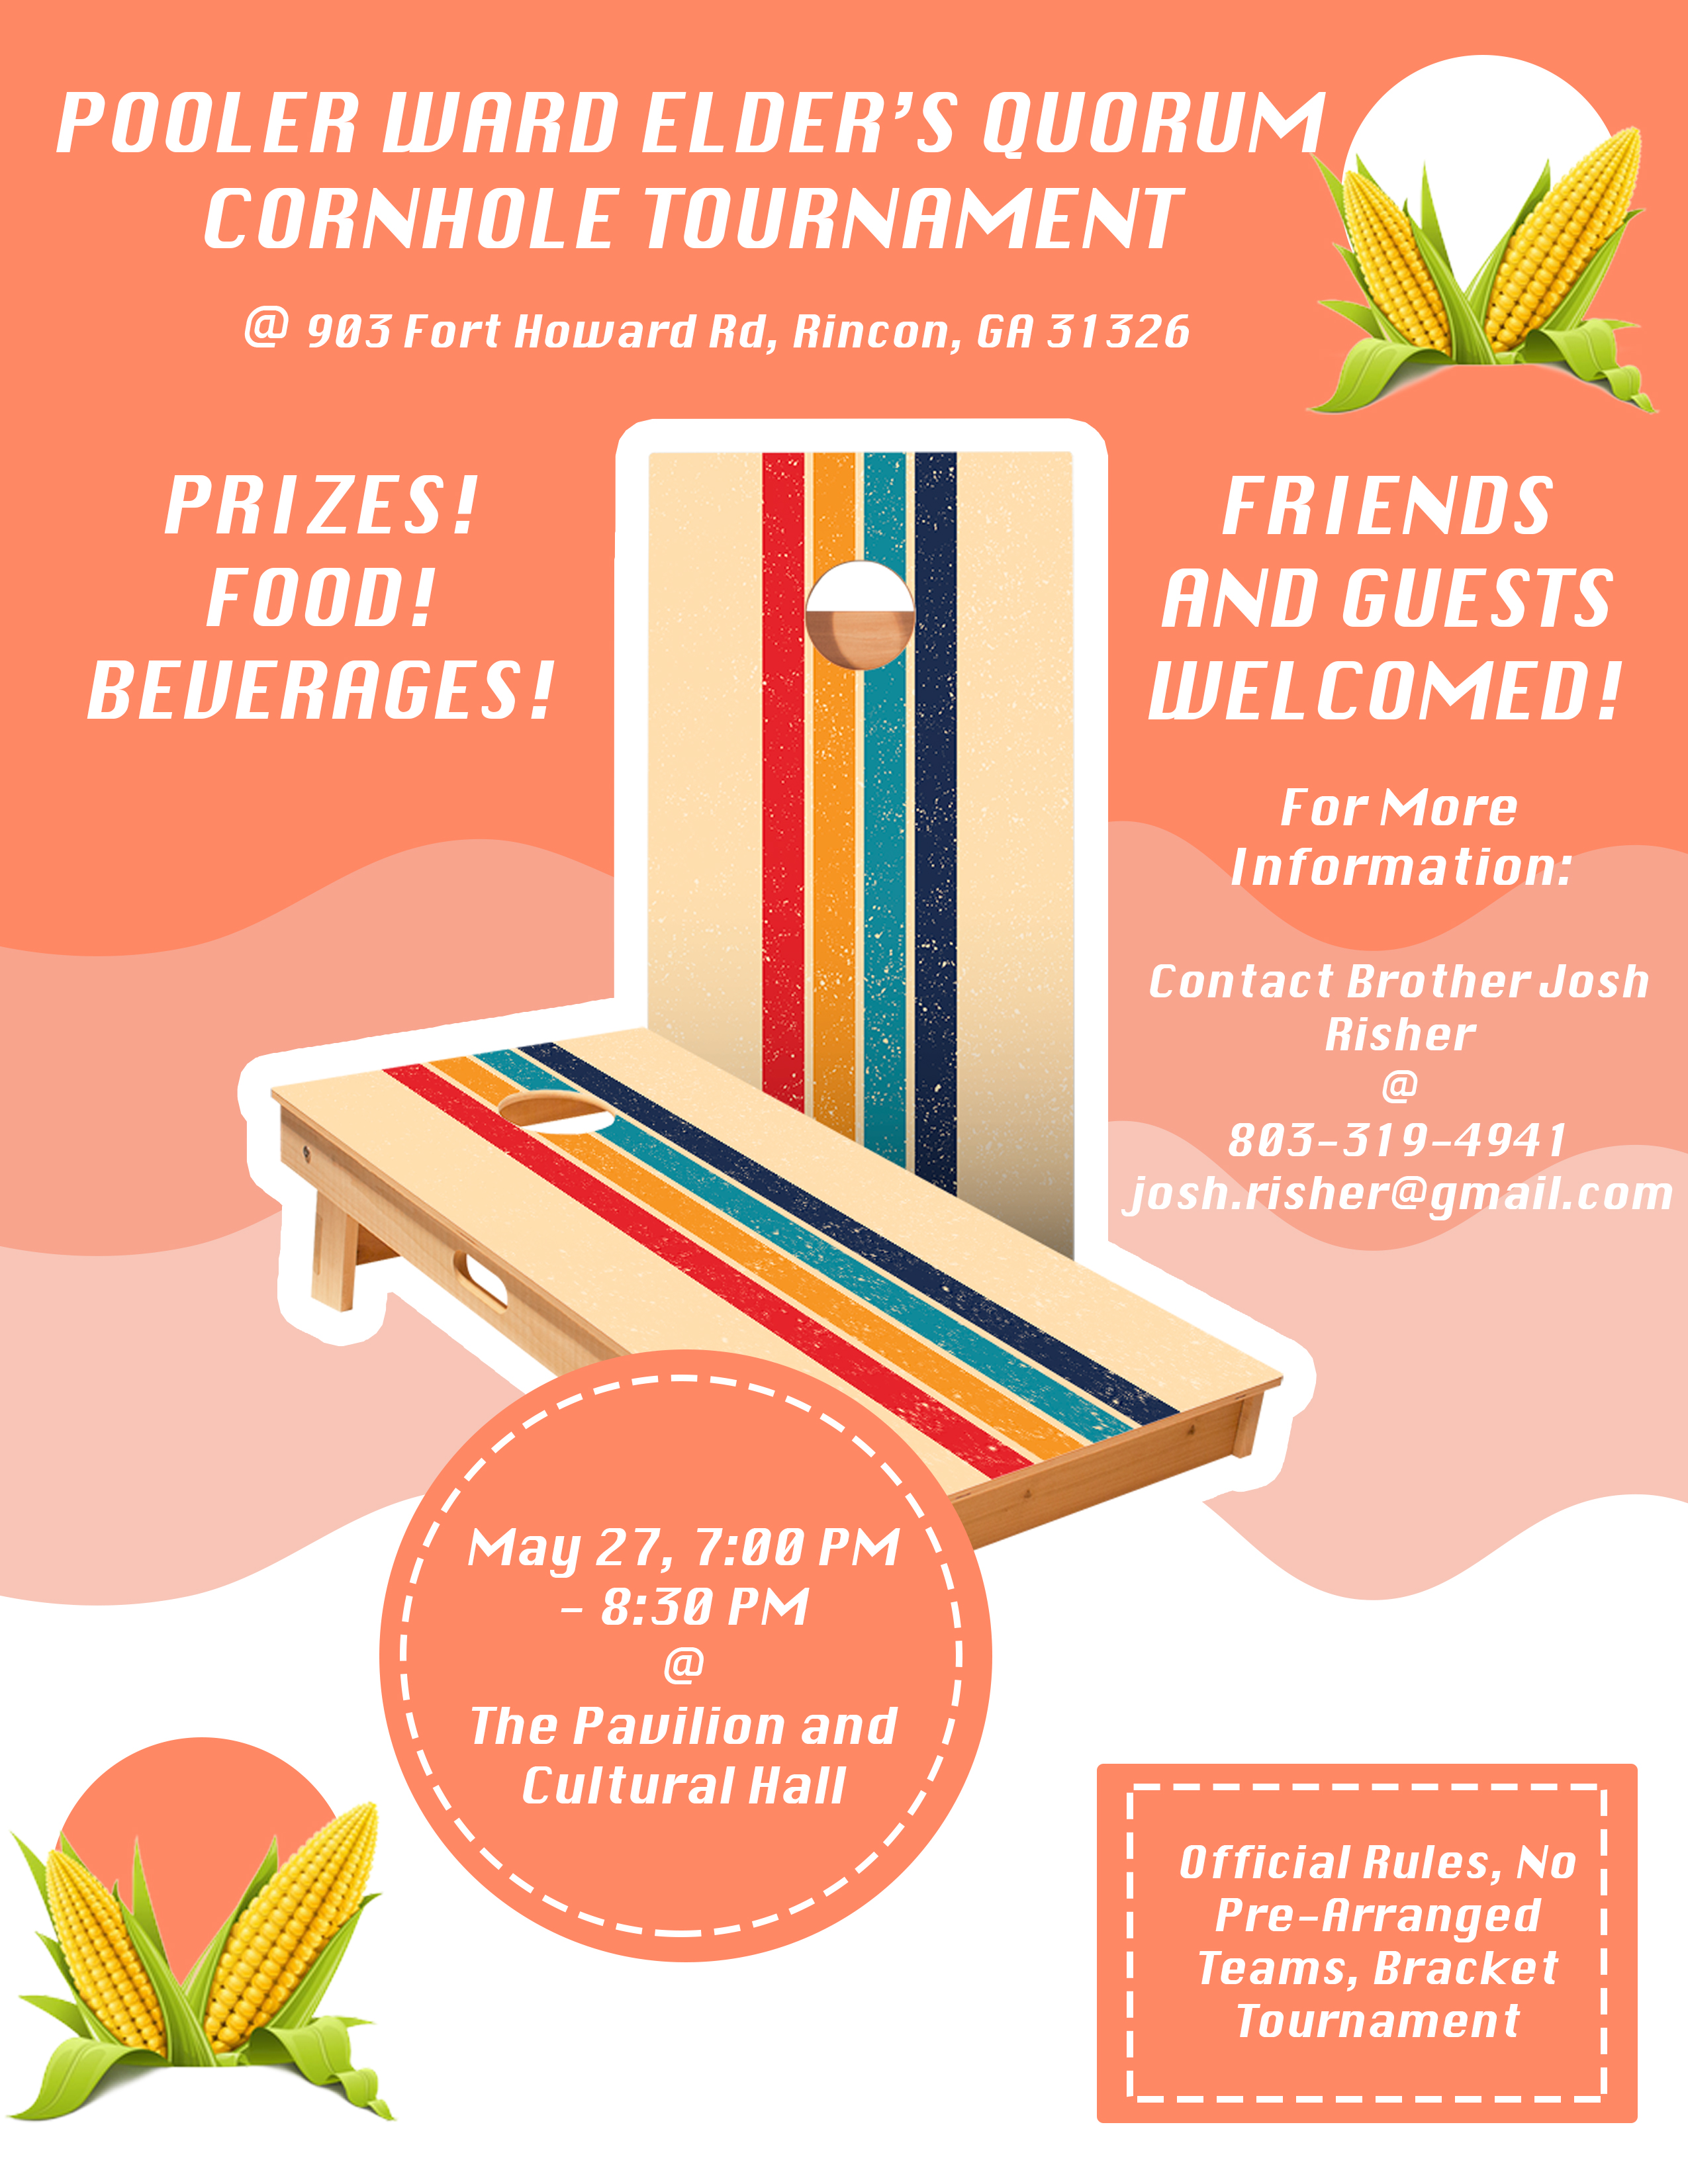 POOLER WARD ELDER'S QUORUM
CORNHOLE TOURNAMENT
@ 903 Fort Howard Rd, Rincon, GA 31326
PRIZES!
FOOD!
BEVERAGES!
FRIENDS
AND GUESTS
WELCOMED!
For More
Information:
Contact Brother Josh
Risher
@
803-319-4941
josh.risher@gmail.com
May 27, 7:00 PM
- 8:30 PM
@
The Pavilion and
Cultural Hall
Official Rules, No
Pre-Arranged
Teams, Bracket
Tournament